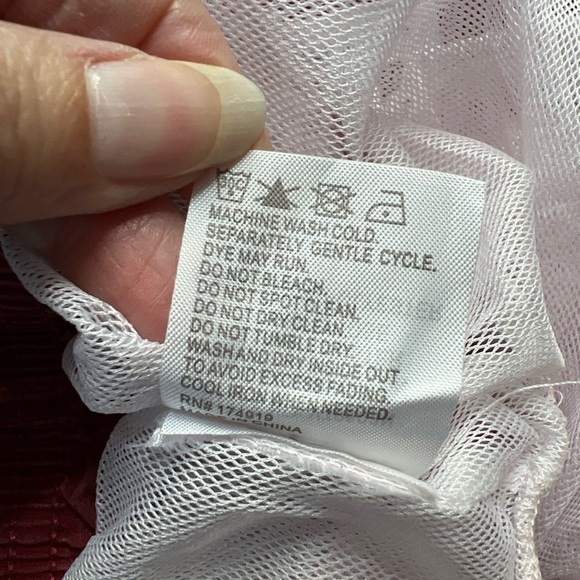 MACHINE WASH COLD
SEPARATELY GENTLE CYCLE.
DYE MAY RUN.
DO NOT BLEACH.
DO NOT SPOT CLEAN.
DO NOT DRY CLEAN.
DO NOT TUMBLE DRY.
WASH AND DRY INSIDE OUT
TO AVOID EXCESS FADING.
COOL IRON WHEN NEEDED.
RN# 174919
CHINA